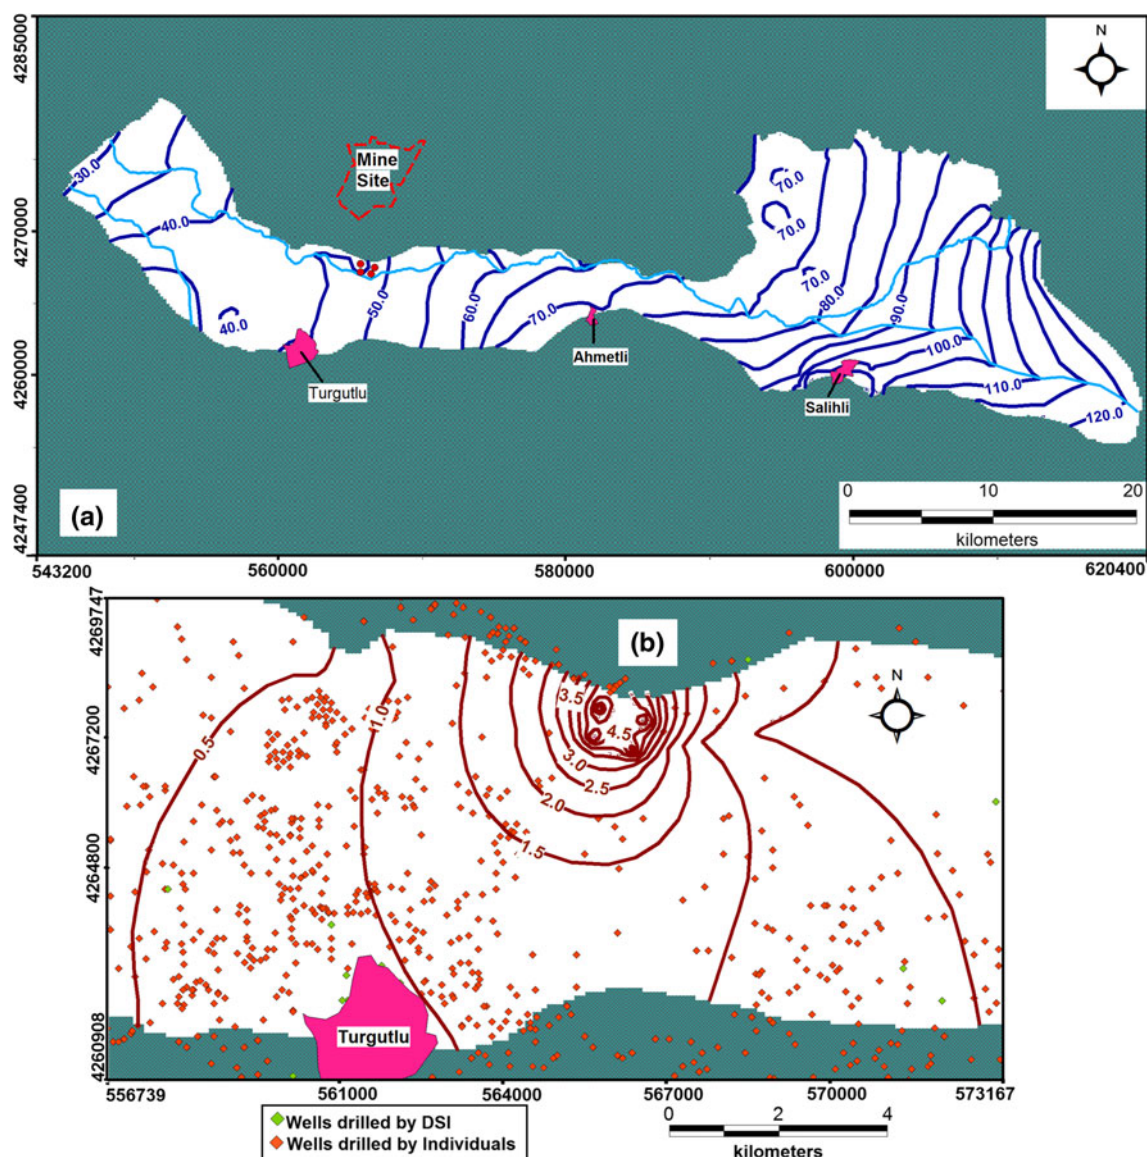 4285000
4270000
4260000
4247400
N
Mine
Site
30.0
40.0
40.0
50.0
60.0
70.0
70.0
70.0
70.0
80.0
90.0
100.0
110.0
120.0
Turgutlu
Ahmetli
Salihli
(a)
0 10 20
kilometers
543200 560000 580000 600000 620400
4269747
4267200
4264800
4260908
(b)
N
0.5
1.0
3.5
4.5
3.0
2.5
2.0
1.5
Turgutlu
556739 561000 564000 567000 570000 573167
Wells drilled by DSI
Wells drilled by Individuals
0 2 4
kilometers